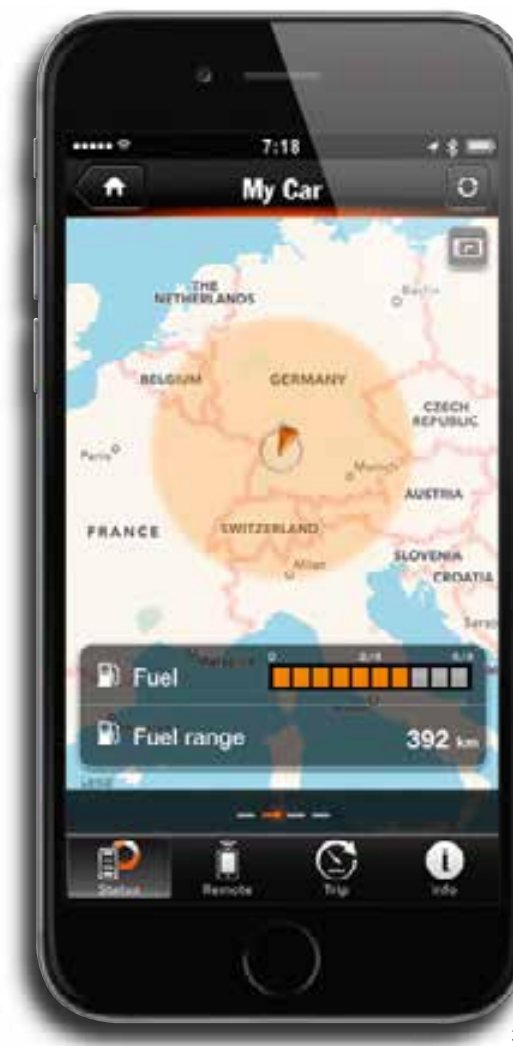 7:18
My Car
THE
NETHERLANDS
Berlin
BELGIUM
GERMANY
CZECH
REPUBLIC
Paris
Munich
AUSTRIA
FRANCE
SWITZERLAND
Milan
SLOVENIA
CROATIA
Fuel
0
Fuel range
392 km
Status
Remote
Trip
Info